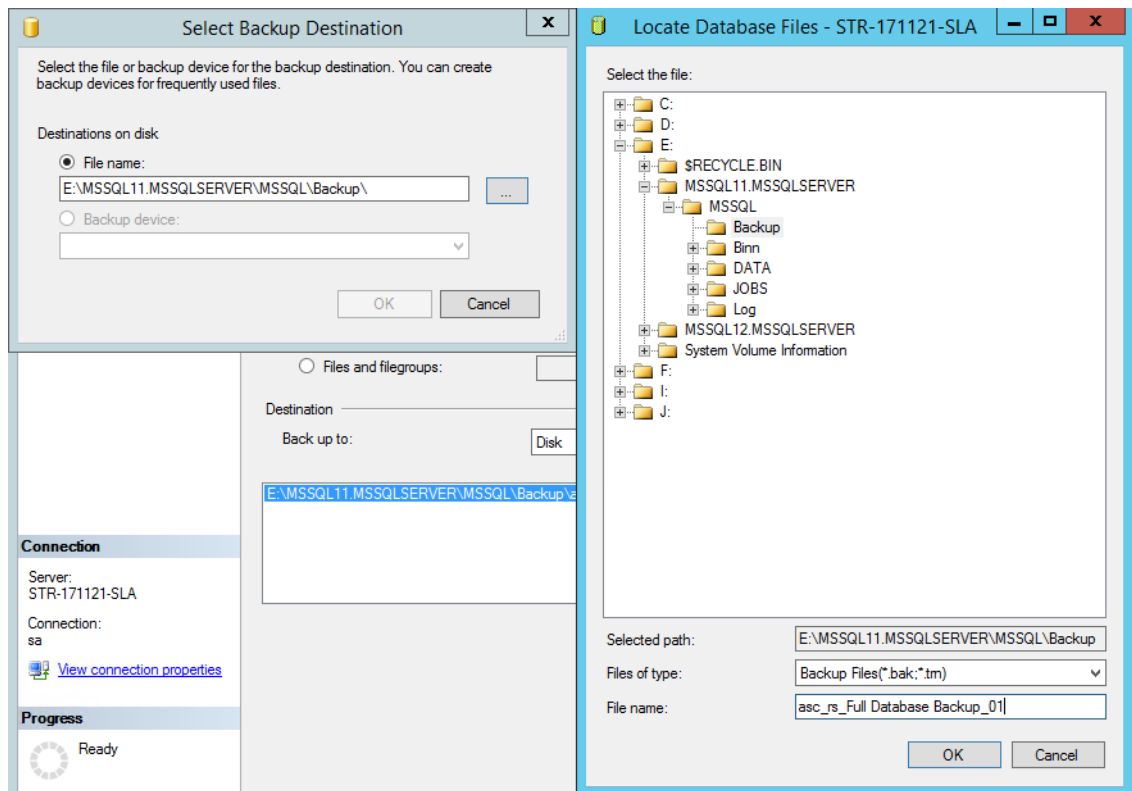 Select Backup Destination
x
Select the file or backup device for the backup destination. You can create
backup devices for frequently used files.
Destinations on disk
File name:
E:\MSSQL11.MSSQLSERVER\MSSQL\Backup\
...
Backup device:
OK
Cancel
Files and filegroups:
Destination
Back up to:
Disk
E:\MSSQL11.MSSQLSERVER\MSSQL\Backup\a
Connection
Server:
STR-171121-SLA
Connection:
sa
View connection properties
Progress
Ready
Locate Database Files - STR-171121-SLA
x
Select the file:
C:
D:
E:
$RECYCLE.BIN
MSSQL11.MSSQLSERVER
MSSQL
Backup
Binn
DATA
JOBS
Log
MSSQL12.MSSQLSERVER
System Volume Information
F:
I:
J:
Selected path:
E:\MSSQL11.MSSQLSERVER\MSSQL\Backup
Files of type:
Backup Files(*.bak;*.trn)
File name:
asc_rs_Full Database Backup_01
OK
Cancel